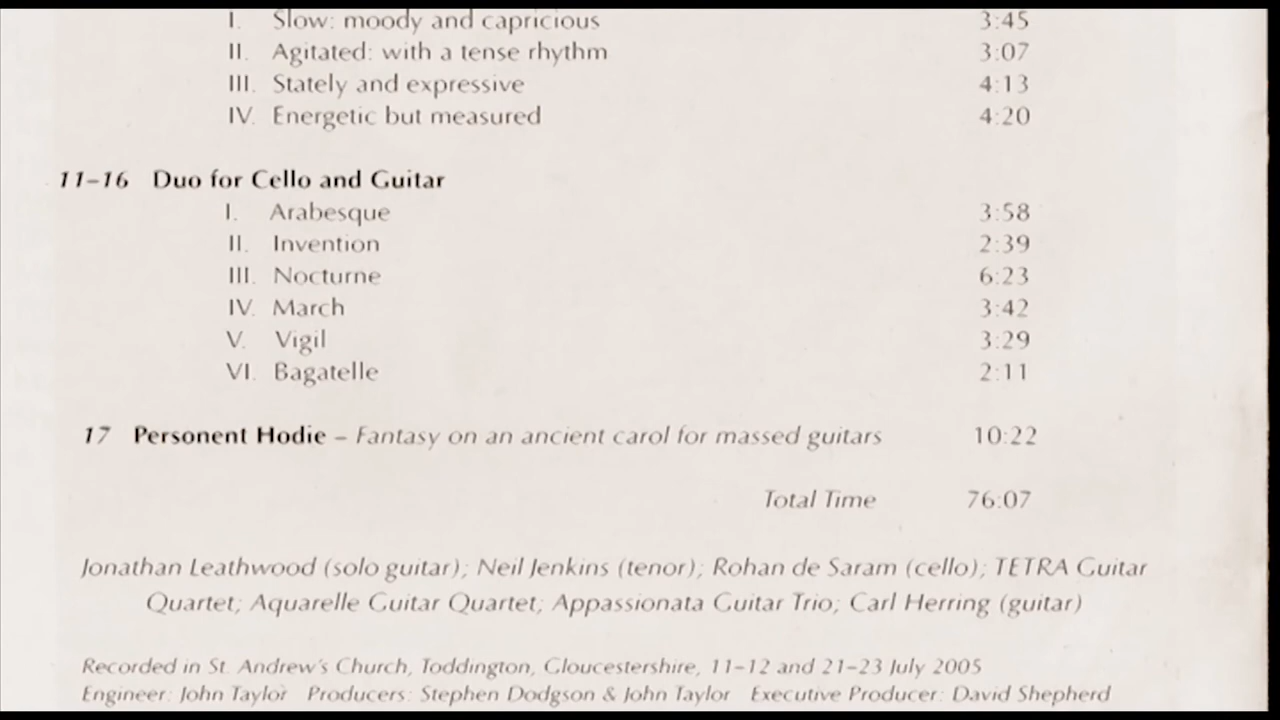 I. Slow: moody and capricious 3:45
II. Agitated: with a tense rhythm 3:07
III. Stately and expressive 4:13
IV. Energetic but measured 4:20
11–16 Duo for Cello and Guitar
I. Arabesque 3:58
II. Invention 2:39
III. Nocturne 6:23
IV. March 3:42
V. Vigil 3:29
VI. Bagatelle 2:11
17 Personent Hodie – Fantasy on an ancient carol for massed guitars 10:22
Total Time 76:07
Jonathan Leathwood (solo guitar); Neil Jenkins (tenor); Rohan de Saram (cello); TETRA Guitar
Quartet; Aquarelle Guitar Quartet; Appassionata Guitar Trio; Carl Herring (guitar)
Recorded in St. Andrew's Church, Toddington, Gloucestershire, 11–12 and 21–23 July 2005
Engineer: John Taylor Producers: Stephen Dodgson & John Taylor Executive Producer: David Shepherd